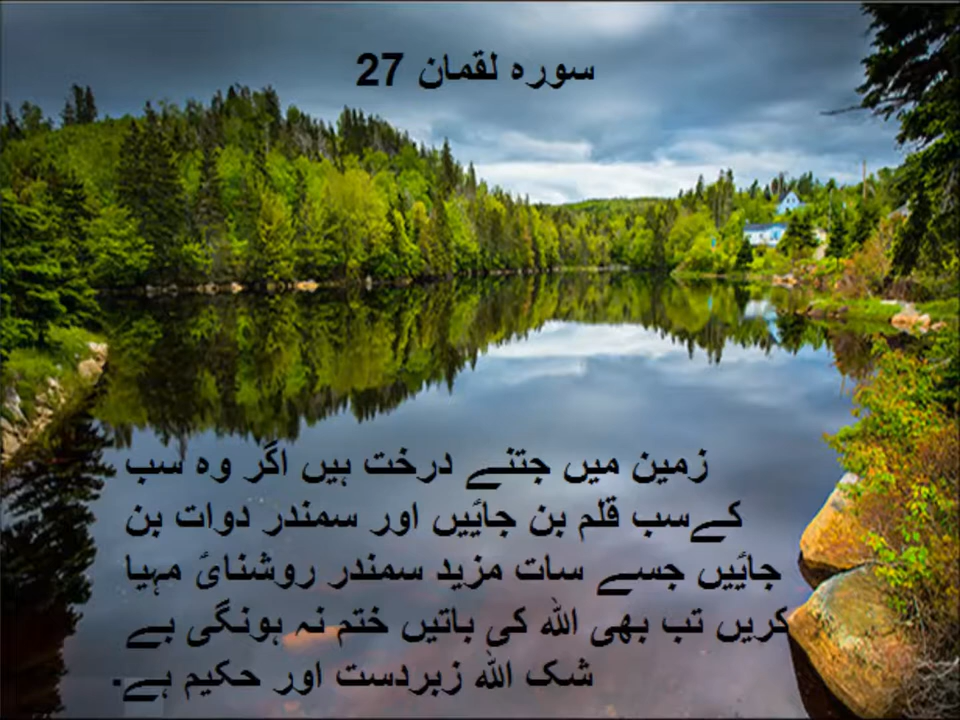 سورہ لقمان 27
زمین میں جتنے درخت ہیں اگر وہ سب
کےسب قلم بن جائیں اور سمندر دوات بن
جائیں جسے سات مزید سمندر روشنائ مہیا
کریں تب بھی اللہ کی باتیں ختم نہ ہونگی بے
شک اللہ زبردست اور حکیم ہے۔